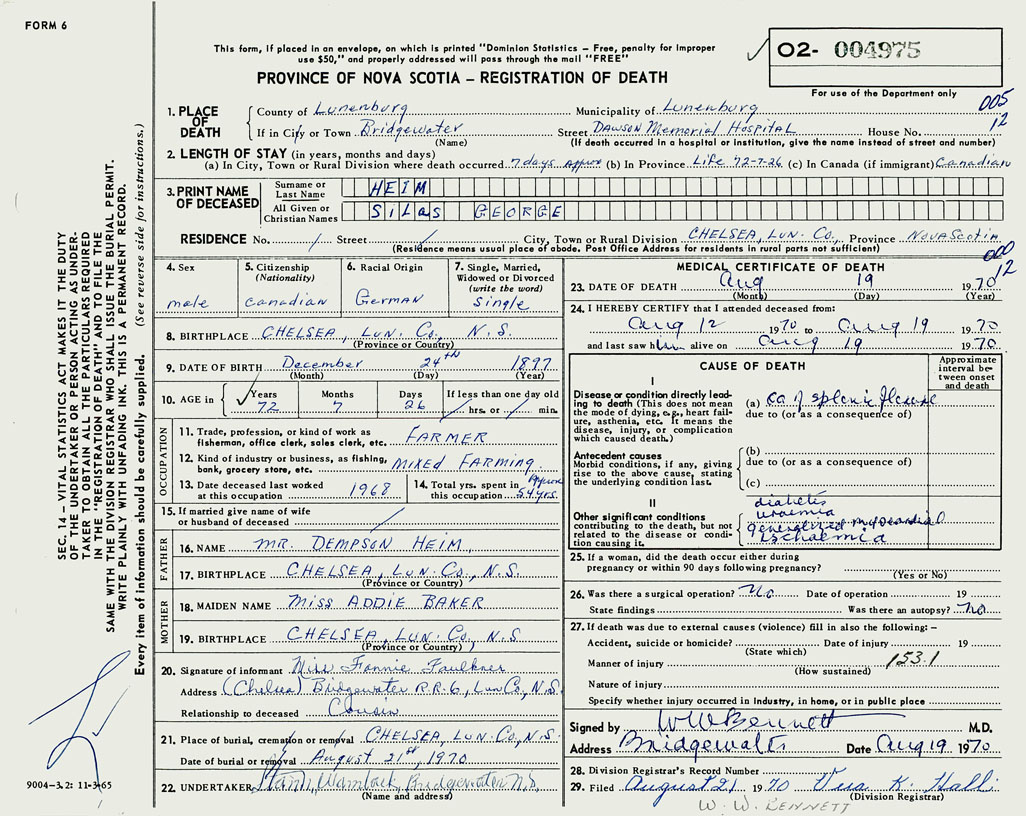 FORM 6
This form, if placed in an envelope, on which is printed "Dominion Statistics – Free, penalty for improper
use $50," and properly addressed will pass through the mail "FREE"
PROVINCE OF NOVA SCOTIA – REGISTRATION OF DEATH
02- 004975
For use of the Department only
005
12
1. PLACE OF DEATH
County of Lunenburg Municipality of Lunenburg
If in City or Town Bridgewater Street Dawson Memorial Hospital House No.
(Name) (If death occurred in a hospital or institution, give the name instead of street and number)
2. LENGTH OF STAY (in years, months and days)
(a) In City, Town or Rural Division where death occurred 7 days Approx (b) In Province Life 72-7-26 (c) In Canada (if immigrant) Canadian
3. PRINT NAME OF DECEASED
Surname or Last Name HEIM
All Given or Christian Names SILAS GEORGE
RESIDENCE No. / Street / City, Town or Rural Division CHELSEA, LUN. Co., Province NOVA SCOTIA
(Residence means usual place of abode. Post Office Address for residents in rural parts not sufficient)
000
12
4. Sex male
5. Citizenship (Nationality) Canadian
6. Racial Origin German
7. Single, Married, Widowed or Divorced (write the word) Single
8. BIRTHPLACE CHELSEA, LUN. Co., N.S.
(Province or Country)
9. DATE OF BIRTH December 24th 1897
(Month) (Day) (Year)
10. AGE in Years 72 Months 7 Days 26 If less than one day old hrs. or min.
OCCUPATION
11. Trade, profession, or kind of work as fisherman, office clerk, sales clerk, etc. FARMER
12. Kind of industry or business, as fishing, bank, grocery store, etc. MIXED FARMING
13. Date deceased last worked at this occupation 1968
14. Total yrs. spent in this occupation Approx 54 yrs.
15. If married give name of wife or husband of deceased /
FATHER
16. NAME MR. DEMPSON HEIM
17. BIRTHPLACE CHELSEA, LUN. Co., N.S.
(Province or Country)
MOTHER
18. MAIDEN NAME MISS ADDIE BAKER
19. BIRTHPLACE CHELSEA, LUN. Co., N.S
(Province or Country)
20. Signature of informant Miss Fannie Faulkner
Address (Chelsea) Bridgewater R.R.6, Lun Co., N.S.
Relationship to deceased Cousin
21. Place of burial, cremation or removal CHELSEA, LUN. Co., N.S.
Date of burial or removal August 21st, 1970
22. UNDERTAKER Bridgewater N.S.
(Name and address)
MEDICAL CERTIFICATE OF DEATH
23. DATE OF DEATH Aug 19 1970
(Month) (Day) (Year)
24. I HEREBY CERTIFY that I attended deceased from:
Aug 12 1970 to Aug 19 1970
and last saw him alive on Aug 19 1970
CAUSE OF DEATH
Approximate interval between onset and death
I
Disease or condition directly leading to death (This does not mean the mode of dying, e.g., heart failure, asthenia, etc. It means the disease, injury, or complication which caused death.)
(a) ca of splenic flexure
due to (or as a consequence of)
Antecedent causes
Morbid conditions, if any, giving rise to the above cause, stating the underlying condition last.
(b)
due to (or as a consequence of)
(c)
II
Other significant conditions contributing to the death, but not related to the disease or condition causing it.
diabetes
uraemia
generalized myocardial
ischaemia
25. If a woman, did the death occur either during
pregnancy or within 90 days following pregnancy?
(Yes or No)
26. Was there a surgical operation? No Date of operation 19
State findings Was there an autopsy? No
27. If death was due to external causes (violence) fill in also the following: –
Accident, suicide or homicide? Date of injury 19
(State which)
Manner of injury 153.1
(How sustained)
Nature of injury
Specify whether injury occurred in industry, in home, or in public place
Signed by W W Bennett M.D.
Address Bridgewater Date Aug 19 1970
28. Division Registrar's Record Number
29. Filed August 21 1970 K.
(Division Registrar)
W. W. BENNETT
SEC. 14 – VITAL STATISTICS ACT MAKES IT THE DUTY
OF THE UNDERTAKER OR PERSON ACTING AS UNDER-
TAKER TO OBTAIN ALL THE PARTICULARS REQUIRED
IN THE "REGISTRATION OF DEATH" AND TO FILE THE
SAME WITH THE DIVISION REGISTRAR WHO SHALL ISSUE THE BURIAL PERMIT.
WRITE PLAINLY WITH UNFADING INK. THIS IS A PERMANENT RECORD.
Every item of information should be carefully supplied. (See reverse side for instructions.)
9004-3.2: 11-3-65